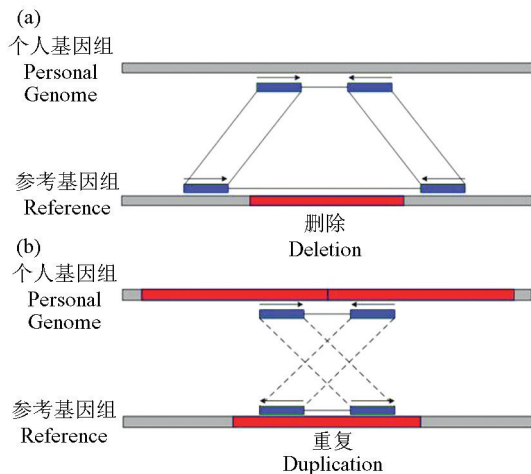 (a)
个人基因组
Personal
Genome
参考基因组
Reference
删除
Deletion
(b)
个人基因组
Personal
Genome
参考基因组
Reference
重复
Duplication